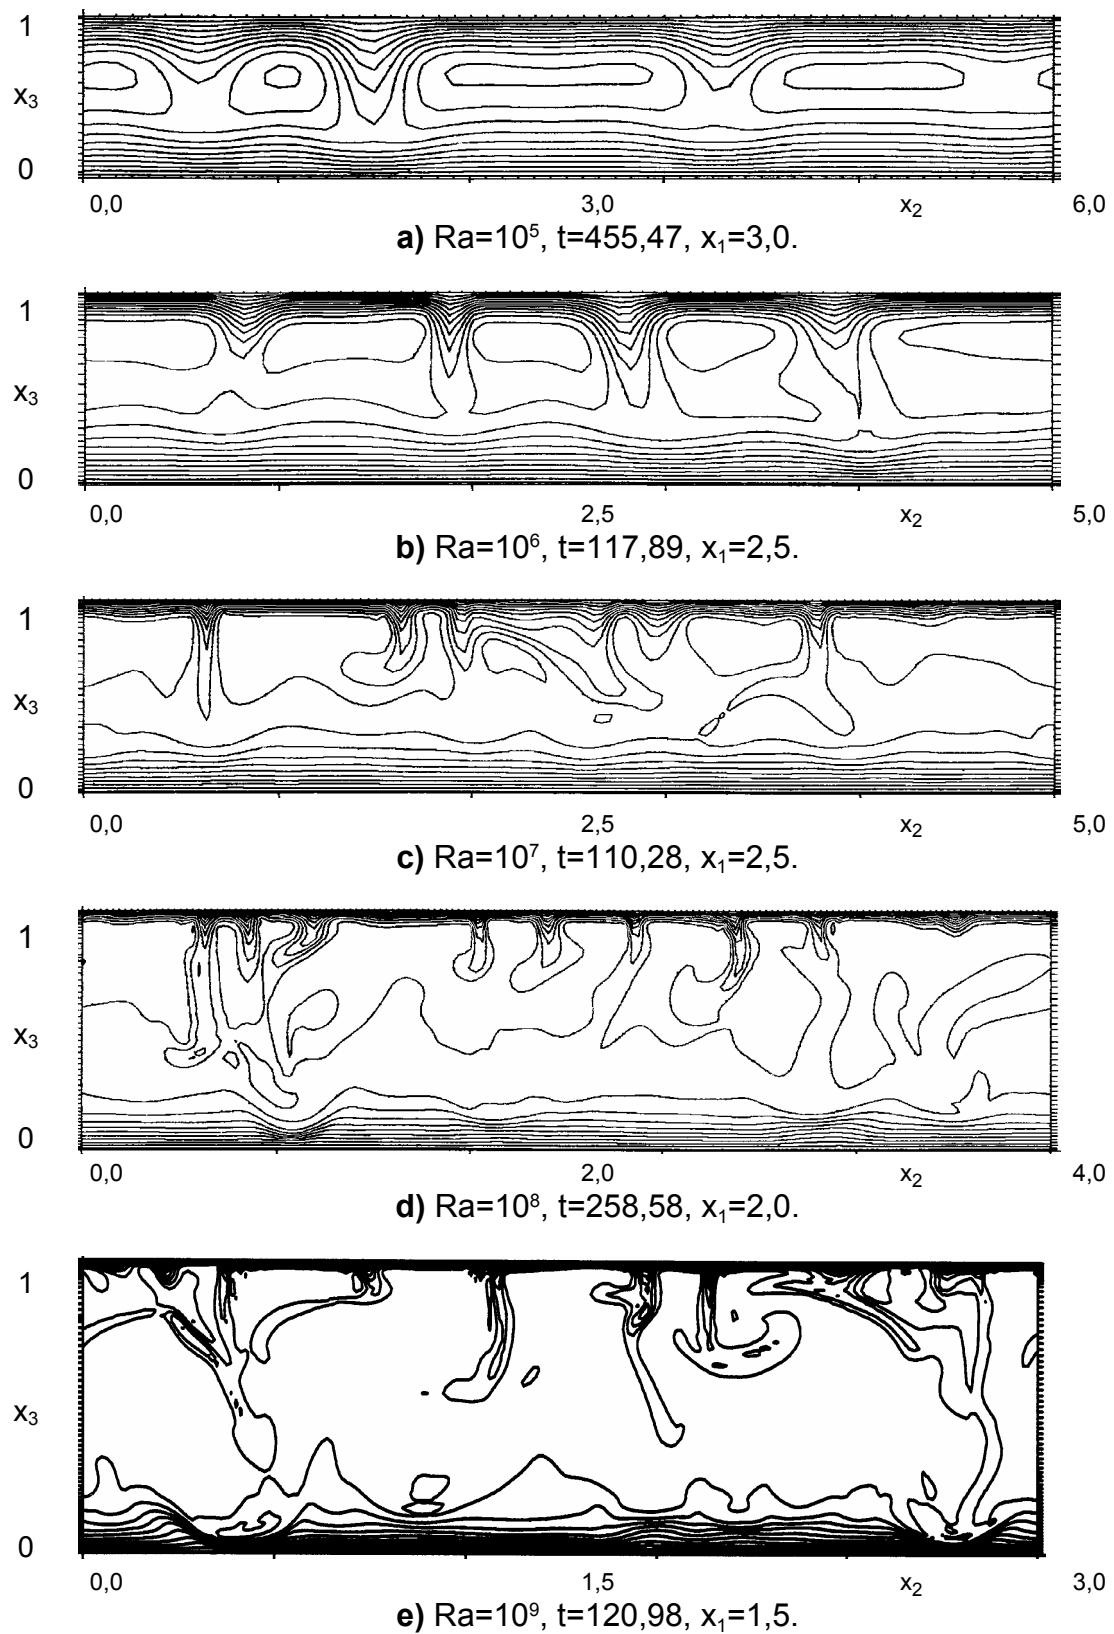 1
x₃
0
0,0 3,0 x₂ 6,0
a) Ra=10⁵, t=455,47, x₁=3,0.
1
x₃
0
0,0 2,5 x₂ 5,0
b) Ra=10⁶, t=117,89, x₁=2,5.
1
x₃
0
0,0 2,5 x₂ 5,0
c) Ra=10⁷, t=110,28, x₁=2,5.
1
x₃
0
0,0 2,0 x₂ 4,0
d) Ra=10⁸, t=258,58, x₁=2,0.
1
x₃
0
0,0 1,5 x₂ 3,0
e) Ra=10⁹, t=120,98, x₁=1,5.